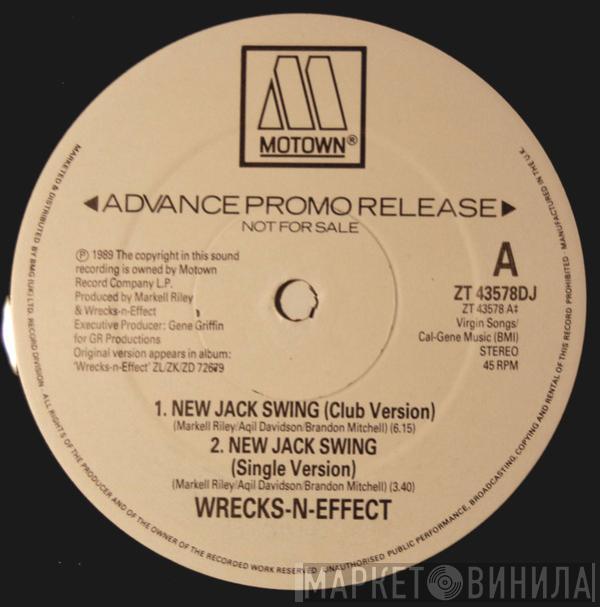 MOTOWN®
◀ADVANCE PROMO RELEASE▶
NOT FOR SALE
Ⓟ 1989 The copyright in this sound
recording is owned by Motown
Record Company L.P.
Produced by Markell Riley
& Wrecks-n-Effect
Executive Producer: Gene Griffin
for GR Productions
Original version appears in album:
'Wrecks-n-Effect' ZL/ZK/ZD 72679
A
ZT 43578DJ
ZT 43578 A‡
Virgin Songs/
Cal-Gene Music (BMI)
STEREO
45 RPM
1. NEW JACK SWING (Club Version)
(Markell Riley/Aqil Davidson/Brandon Mitchell) (6.15)
2. NEW JACK SWING
(Single Version)
(Markell Riley/Aqil Davidson/Brandon Mitchell) (3.40)
WRECKS-N-EFFECT
MARKETED & DISTRIBUTED BY BMG (UK) LTD. RECORD DIVISION - ALL RIGHTS OF THE PRODUCER AND OF THE OWNER OF THE RECORDED WORK RESERVED / UNAUTHORISED PUBLIC PERFORMANCE, BROADCASTING, COPYING AND RENTAL OF THIS RECORD PROHIBITED - MANUFACTURED IN THE U.K.
МАРКЕТ ВИНИЛА